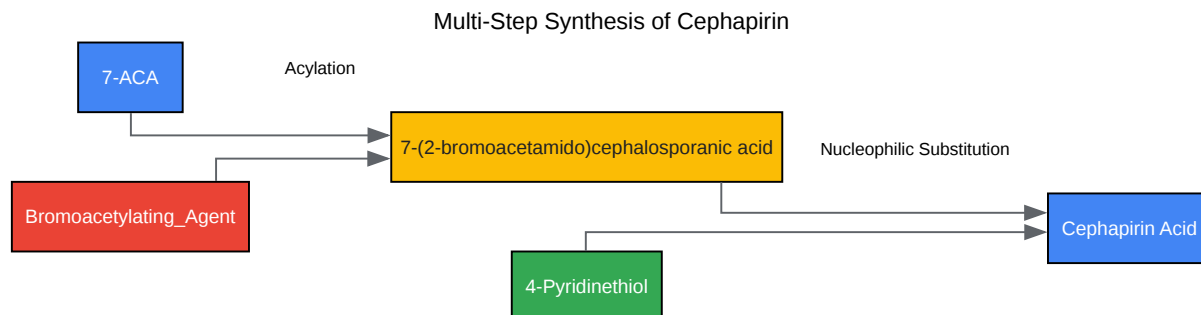 Multi-Step Synthesis of Cephapirin
7-ACA
Acylation
7-(2-bromoacetamido)cephalosporanic acid
Nucleophilic Substitution
Bromoacetylating_Agent
Cephapirin Acid
4-Pyridinethiol